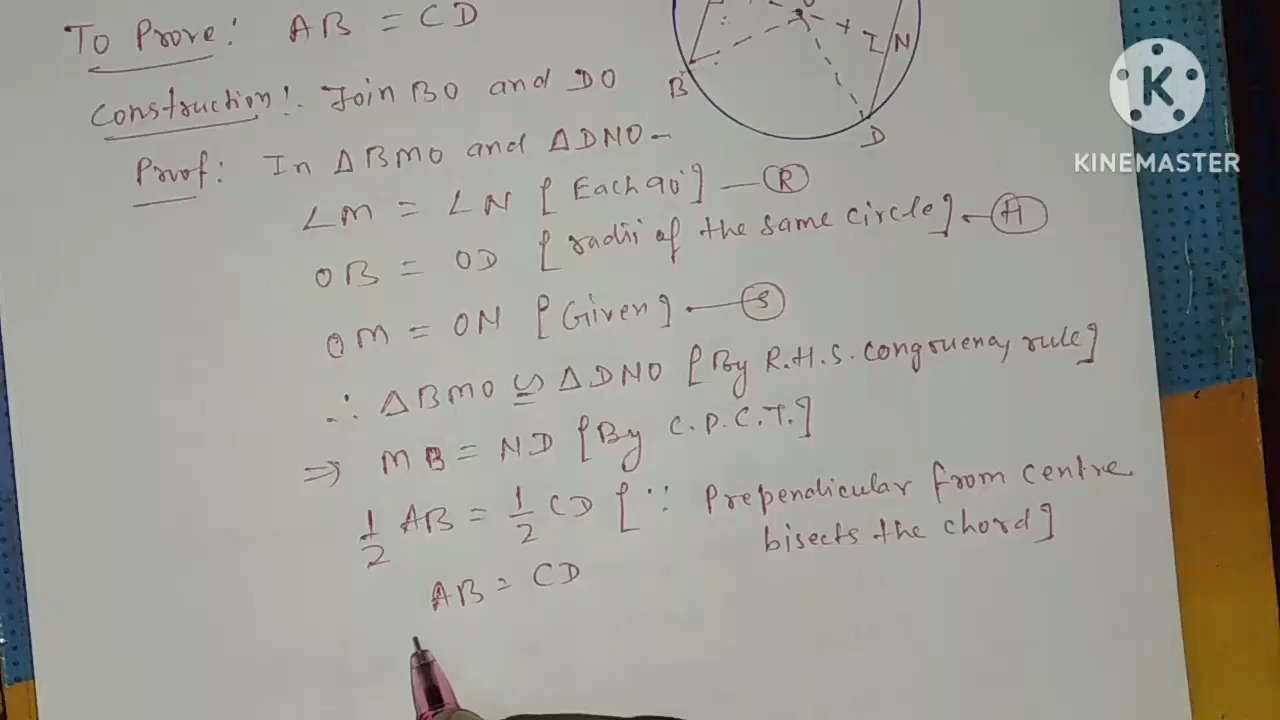 To Prove: AB = CD
Construction: Join BO and DO
Proof: In ΔBMO and ΔDNO -
∠M = ∠N [Each 90°] — (R)
OB = OD [radii of the same circle] — (H)
OM = ON [Given] — (S)
∴ ΔBMO ≅ ΔDNO [By R.H.S. congruency rule]
⇒ MB = ND [By C.P.C.T.]
1/2 AB = 1/2 CD [∵ Prependicular from centre
bisects the chord]
AB = CD
B
N
D
K
KINEMASTER